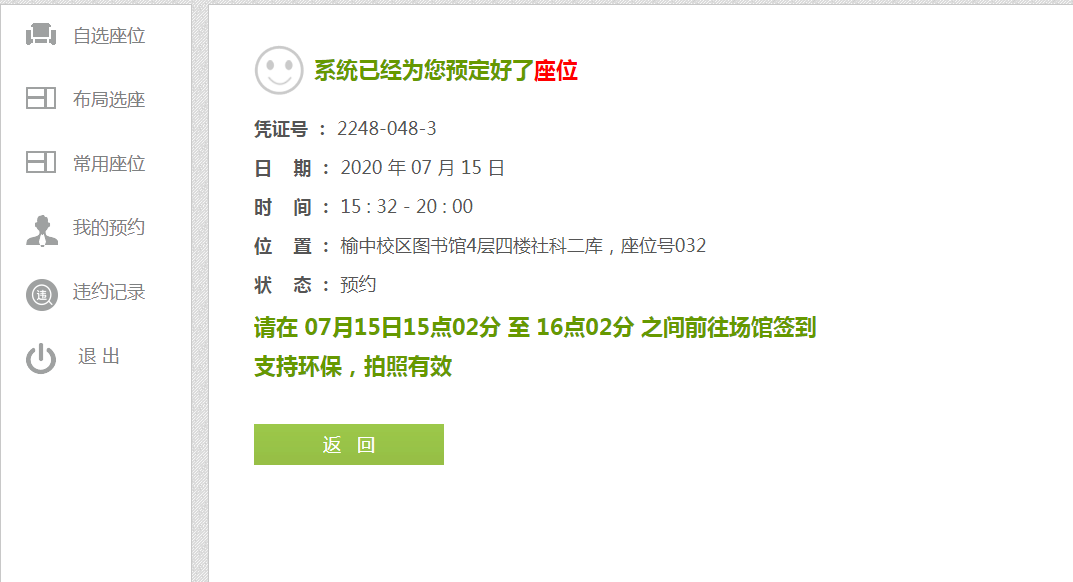 自选座位
布局选座
常用座位
我的预约
违 违约记录
退 出
系统已经为您预定好了座位
凭证号 ： 2248-048-3
日 期 ： 2020 年 07 月 15 日
时 间 ： 15 : 32 - 20 : 00
位 置 ： 榆中校区图书馆4层四楼社科二库，座位号032
状 态 ： 预约
请在 07月15日15点02分 至 16点02分 之间前往场馆签到
支持环保，拍照有效
返 回